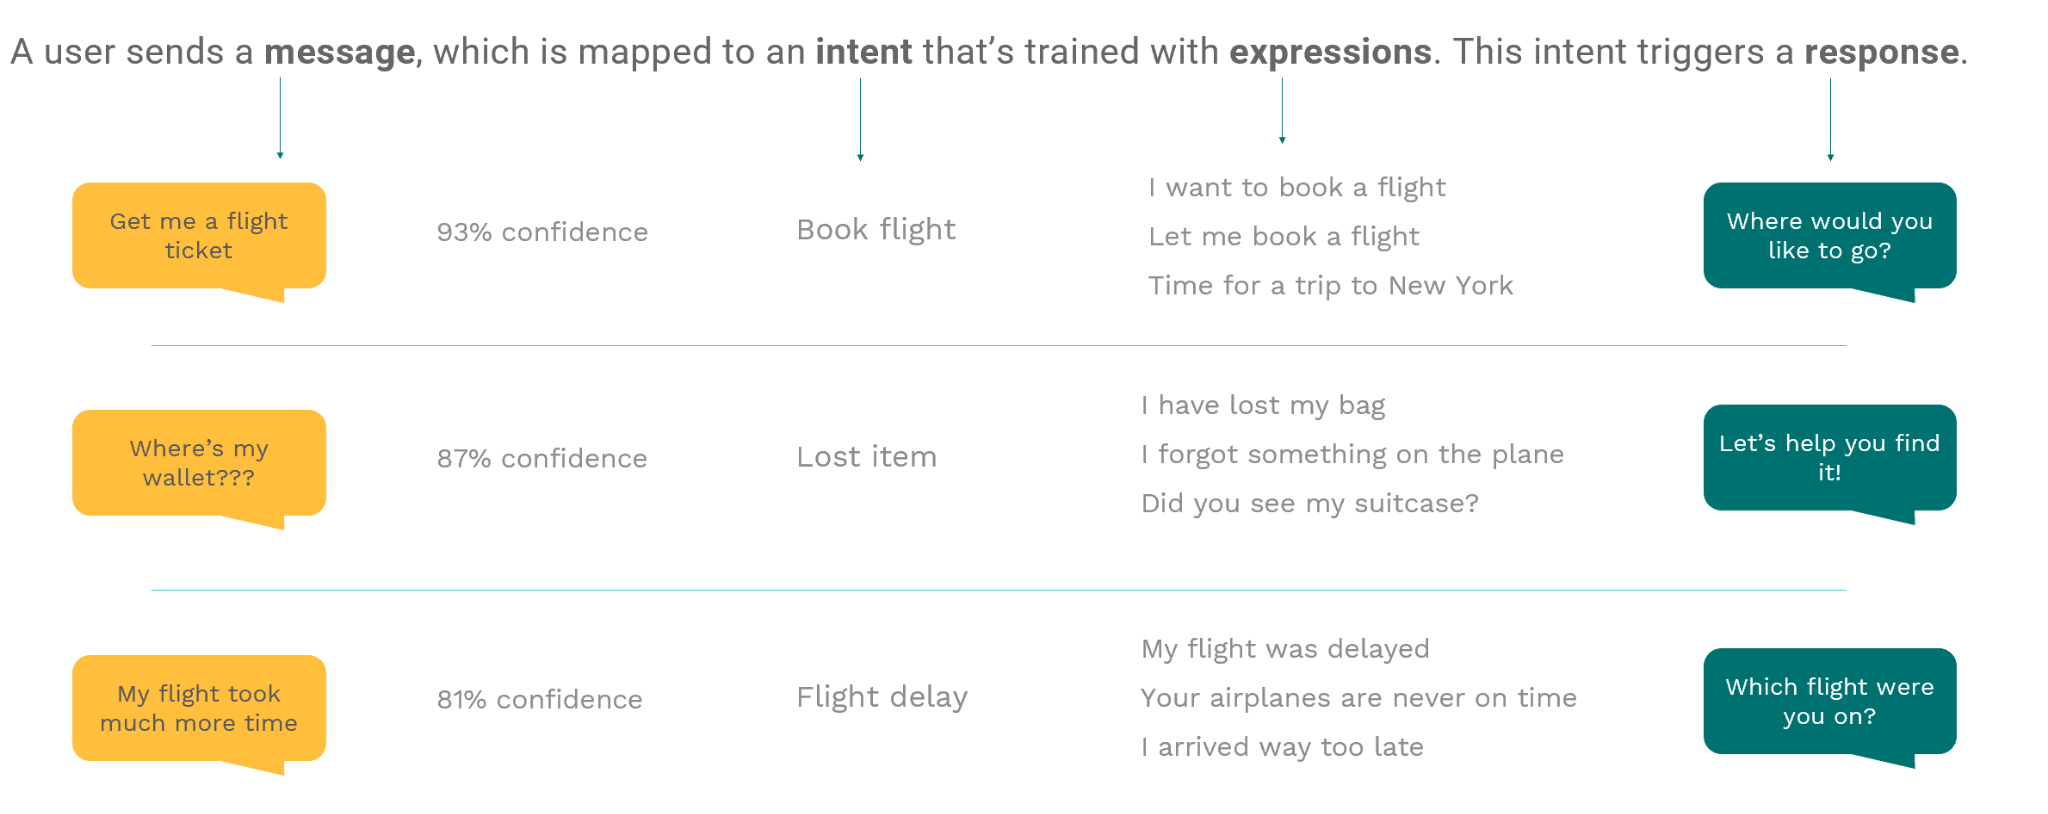 A user sends a message, which is mapped to an intent that’s trained with expressions. This intent triggers a response.
Get me a flight
ticket
93% confidence
Book flight
I want to book a flight
Let me book a flight
Time for a trip to New York
Where would you
like to go?
Where’s my
wallet???
87% confidence
Lost item
I have lost my bag
I forgot something on the plane
Did you see my suitcase?
Let’s help you find
it!
My flight took
much more time
81% confidence
Flight delay
My flight was delayed
Your airplanes are never on time
I arrived way too late
Which flight were
you on?